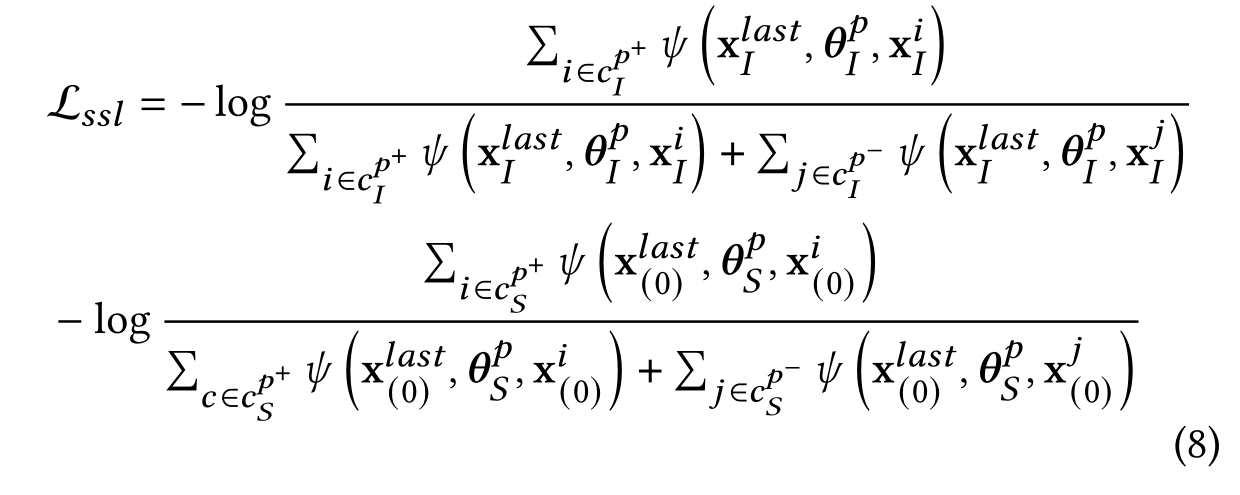 \mathcal{L}_{ssl} = - \log \frac{\sum_{i \in c_I^{p^+}} \psi \left( \mathbf{x}_I^{last}, \boldsymbol{\theta}_I^p, \mathbf{x}_I^i \right)}{\sum_{i \in c_I^{p^+}} \psi \left( \mathbf{x}_I^{last}, \boldsymbol{\theta}_I^p, \mathbf{x}_I^i \right) + \sum_{j \in c_I^{p^-}} \psi \left( \mathbf{x}_I^{last}, \boldsymbol{\theta}_I^p, \mathbf{x}_I^j \right)}
- \log \frac{\sum_{i \in c_S^{p^+}} \psi \left( \mathbf{x}_{(0)}^{last}, \boldsymbol{\theta}_S^p, \mathbf{x}_{(0)}^i \right)}{\sum_{c \in c_S^{p^+}} \psi \left( \mathbf{x}_{(0)}^{last}, \boldsymbol{\theta}_S^p, \mathbf{x}_{(0)}^i \right) + \sum_{j \in c_S^{p^-}} \psi \left( \mathbf{x}_{(0)}^{last}, \boldsymbol{\theta}_S^p, \mathbf{x}_{(0)}^j \right)}
(8)